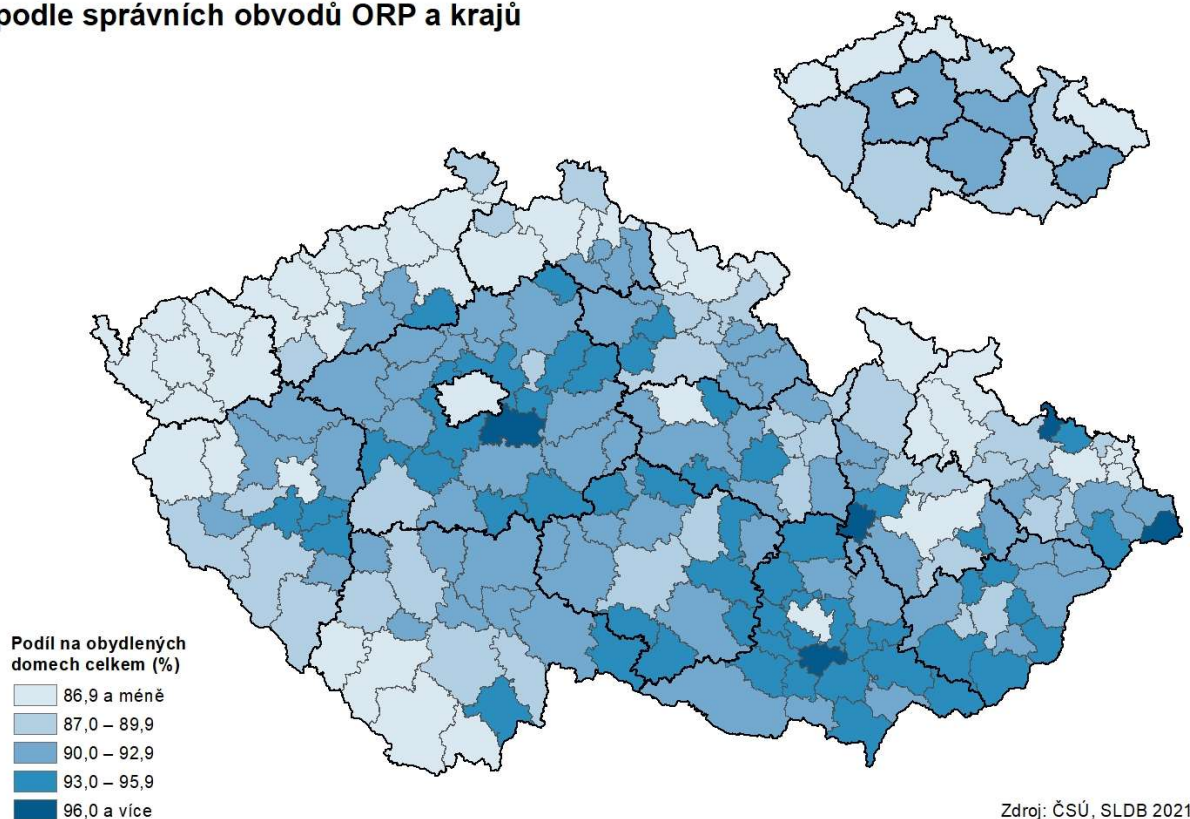 podle správních obvodů ORP a krajů
Podíl na obydlených
domech celkem (%)
86,9 a méně
87,0 – 89,9
90,0 – 92,9
93,0 – 95,9
96,0 a více
Zdroj: ČSÚ, SLDB 2021